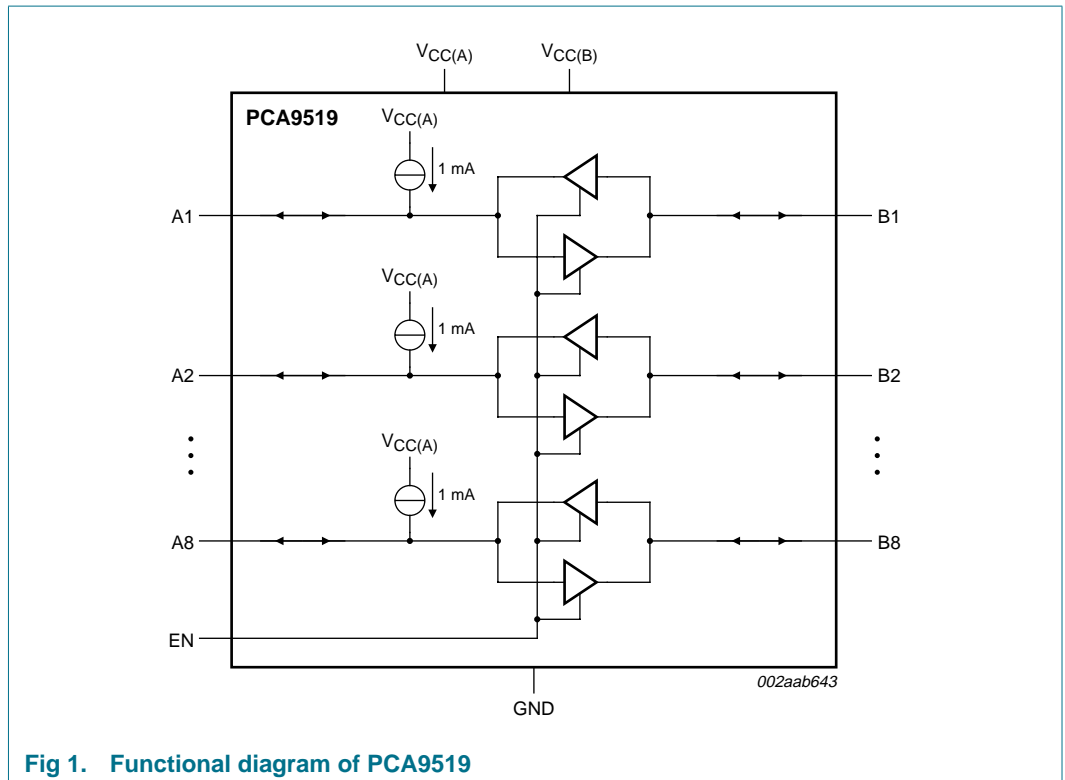 VCC(A) VCC(B)
PCA9519
VCC(A)
1 mA
A1 B1
VCC(A)
1 mA
A2 B2
VCC(A)
1 mA
A8 B8
EN
002aab643
GND
Fig 1. Functional diagram of PCA9519